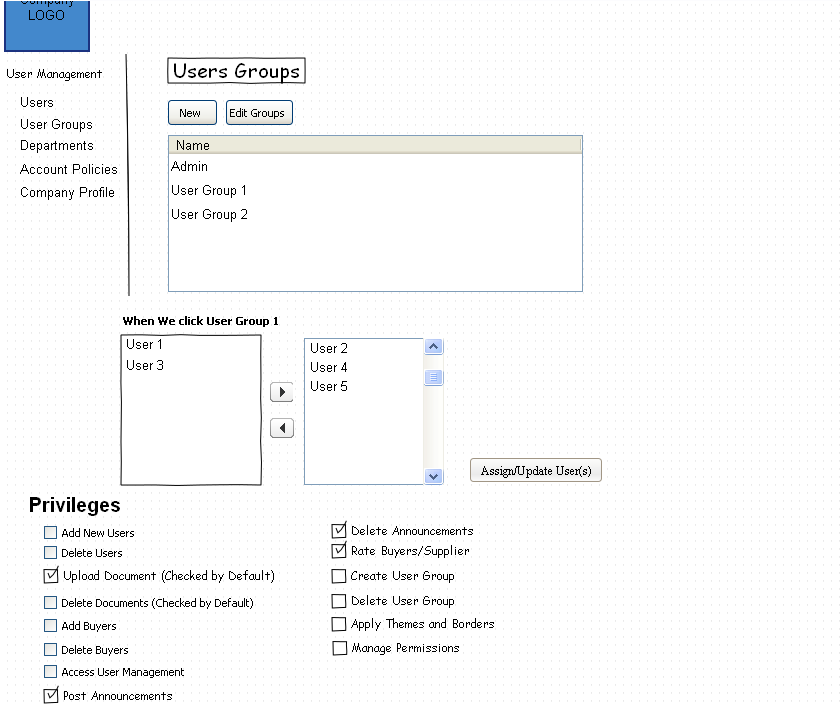 Company
LOGO
User Management
Users
User Groups
Departments
Account Policies
Company Profile
Users Groups
New
Edit Groups
Name
Admin
User Group 1
User Group 2
When We click User Group 1
User 1
User 3
User 2
User 4
User 5
Assign/Update User(s)
Privileges
Add New Users
Delete Users
Upload Document (Checked by Default)
Delete Documents (Checked by Default)
Add Buyers
Delete Buyers
Access User Management
Post Announcements
Delete Announcements
Rate Buyers/Supplier
Create User Group
Delete User Group
Apply Themes and Borders
Manage Permissions